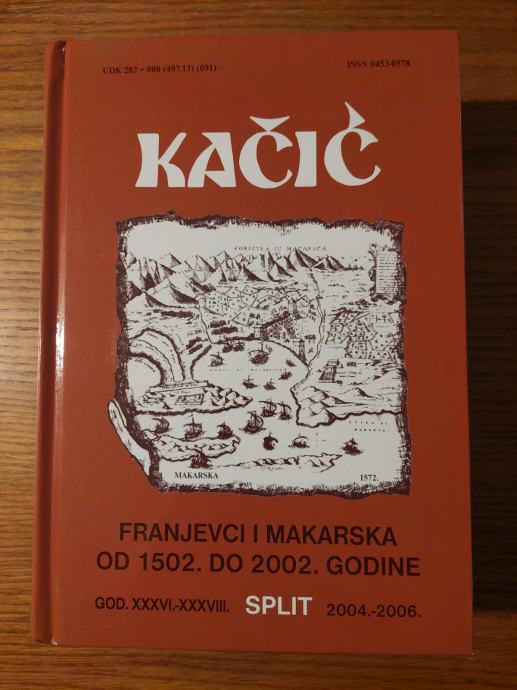 UDK 282 + 008 (497.13) (091)
ISSN 0453-0578
KAČIĆ
FORTEZZA DI MACARSCA
MAKARSKA
1572.
FRANJEVCI I MAKARSKA
OD 1502. DO 2002. GODINE
GOD. XXXVI.-XXXVIII.
SPLIT
2004.-2006.